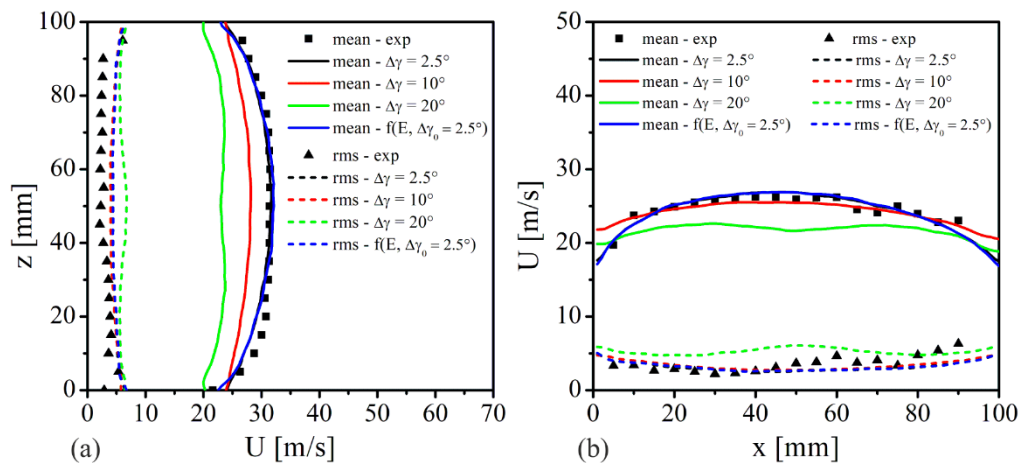 100
80
60
40
20
0
z [mm]
mean - exp
mean - Δγ = 2.5°
mean - Δγ = 10°
mean - Δγ = 20°
mean - f(E, Δγ₀ = 2.5°)
rms - exp
rms - Δγ = 2.5°
rms - Δγ = 10°
rms - Δγ = 20°
rms - f(E, Δγ₀ = 2.5°)
0 10 20 30 40 50 60 70
(a) U [m/s]
50
40
30
20
10
0
U [m/s]
mean - exp rms - exp
mean - Δγ = 2.5° rms - Δγ = 2.5°
mean - Δγ = 10° rms - Δγ = 10°
mean - Δγ = 20° rms - Δγ = 20°
mean - f(E, Δγ₀ = 2.5°) rms - f(E, Δγ₀ = 2.5°)
0 20 40 60 80 100
(b) x [mm]